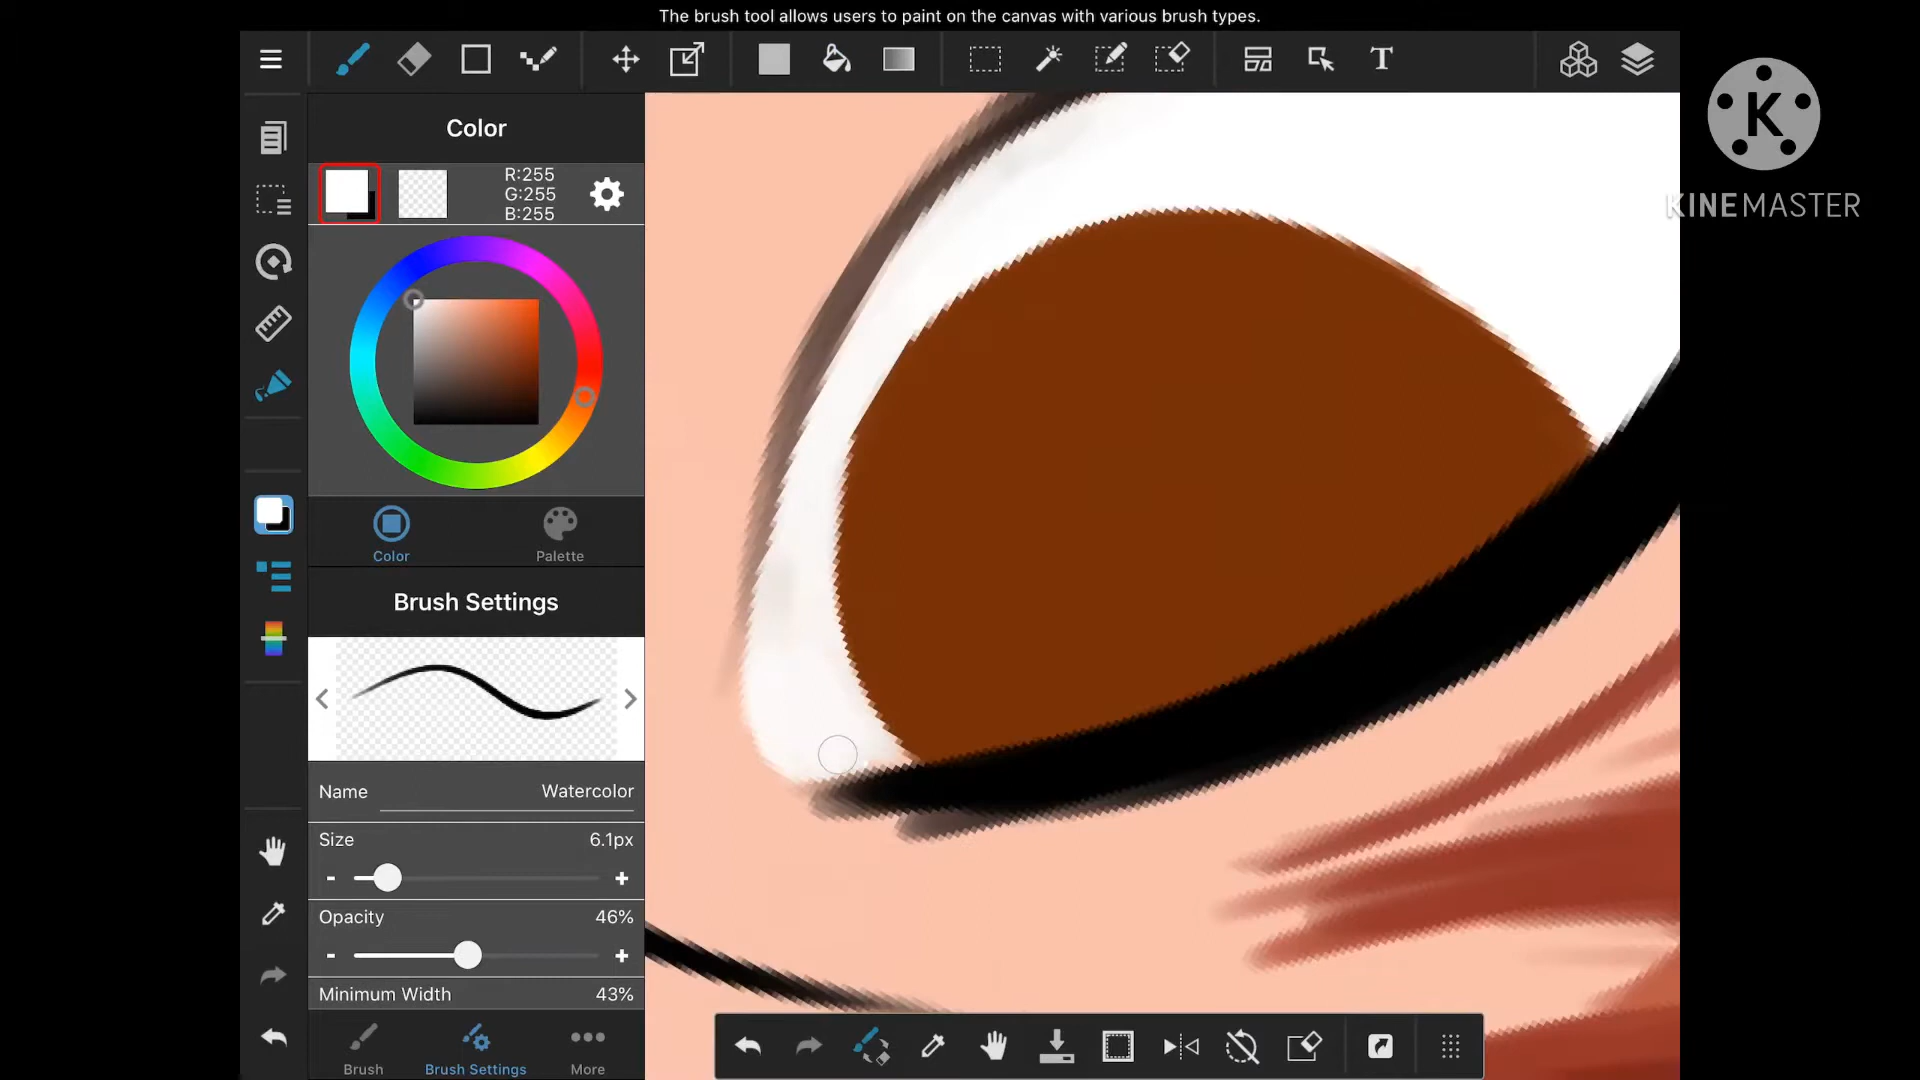 The brush tool allows users to paint on the canvas with various brush types.
T
K
KINEMASTER
Color
R:255
G:255
B:255
Color
Palette
Brush Settings
Name
Watercolor
Size
6.1px
-
+
Opacity
46%
-
+
Minimum Width
43%
Brush
Brush Settings
More